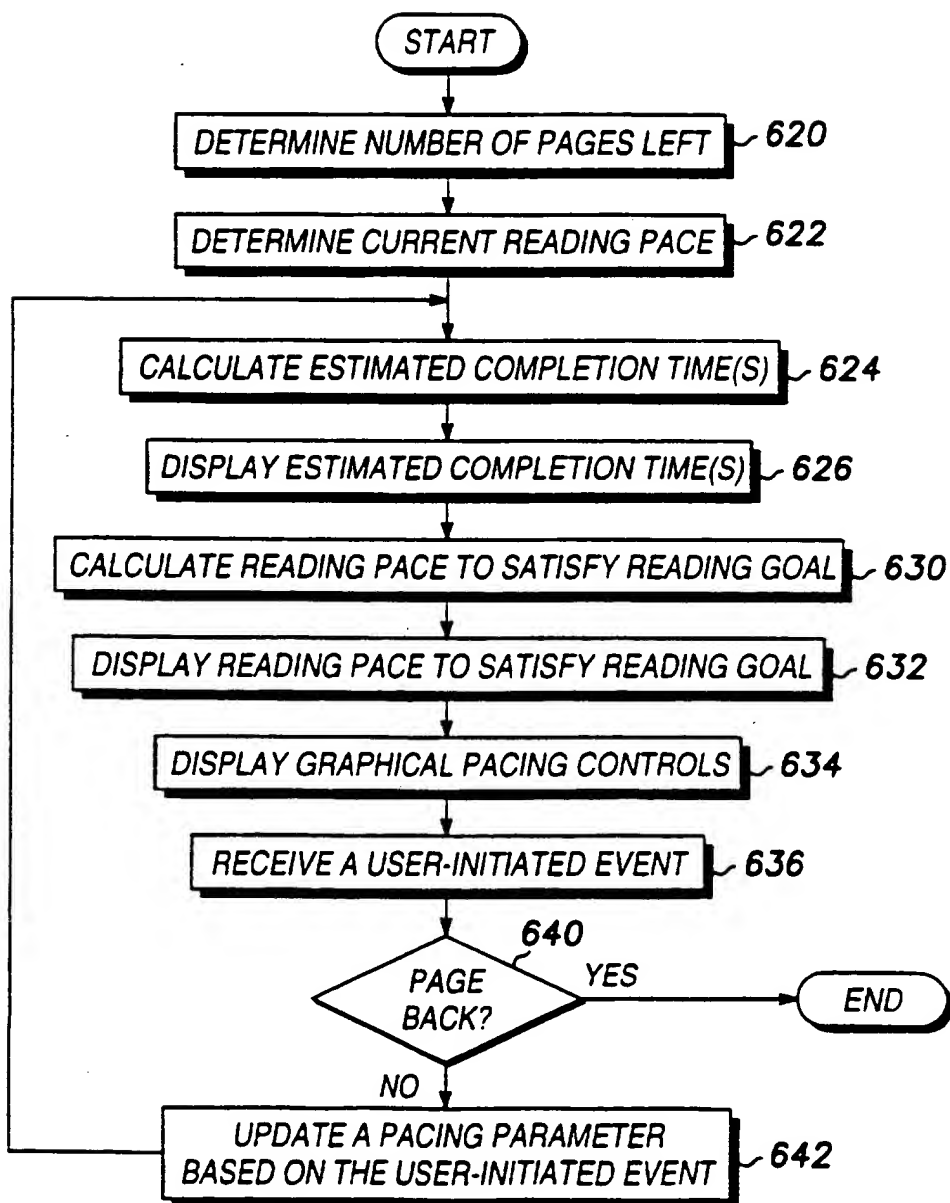 START
DETERMINE NUMBER OF PAGES LEFT 620
DETERMINE CURRENT READING PACE 622
CALCULATE ESTIMATED COMPLETION TIME(S) 624
DISPLAY ESTIMATED COMPLETION TIME(S) 626
CALCULATE READING PACE TO SATISFY READING GOAL 630
DISPLAY READING PACE TO SATISFY READING GOAL 632
DISPLAY GRAPHICAL PACING CONTROLS 634
RECEIVE A USER-INITIATED EVENT 636
640
PAGE
BACK?
YES
END
NO
UPDATE A PACING PARAMETER
BASED ON THE USER-INITIATED EVENT 642